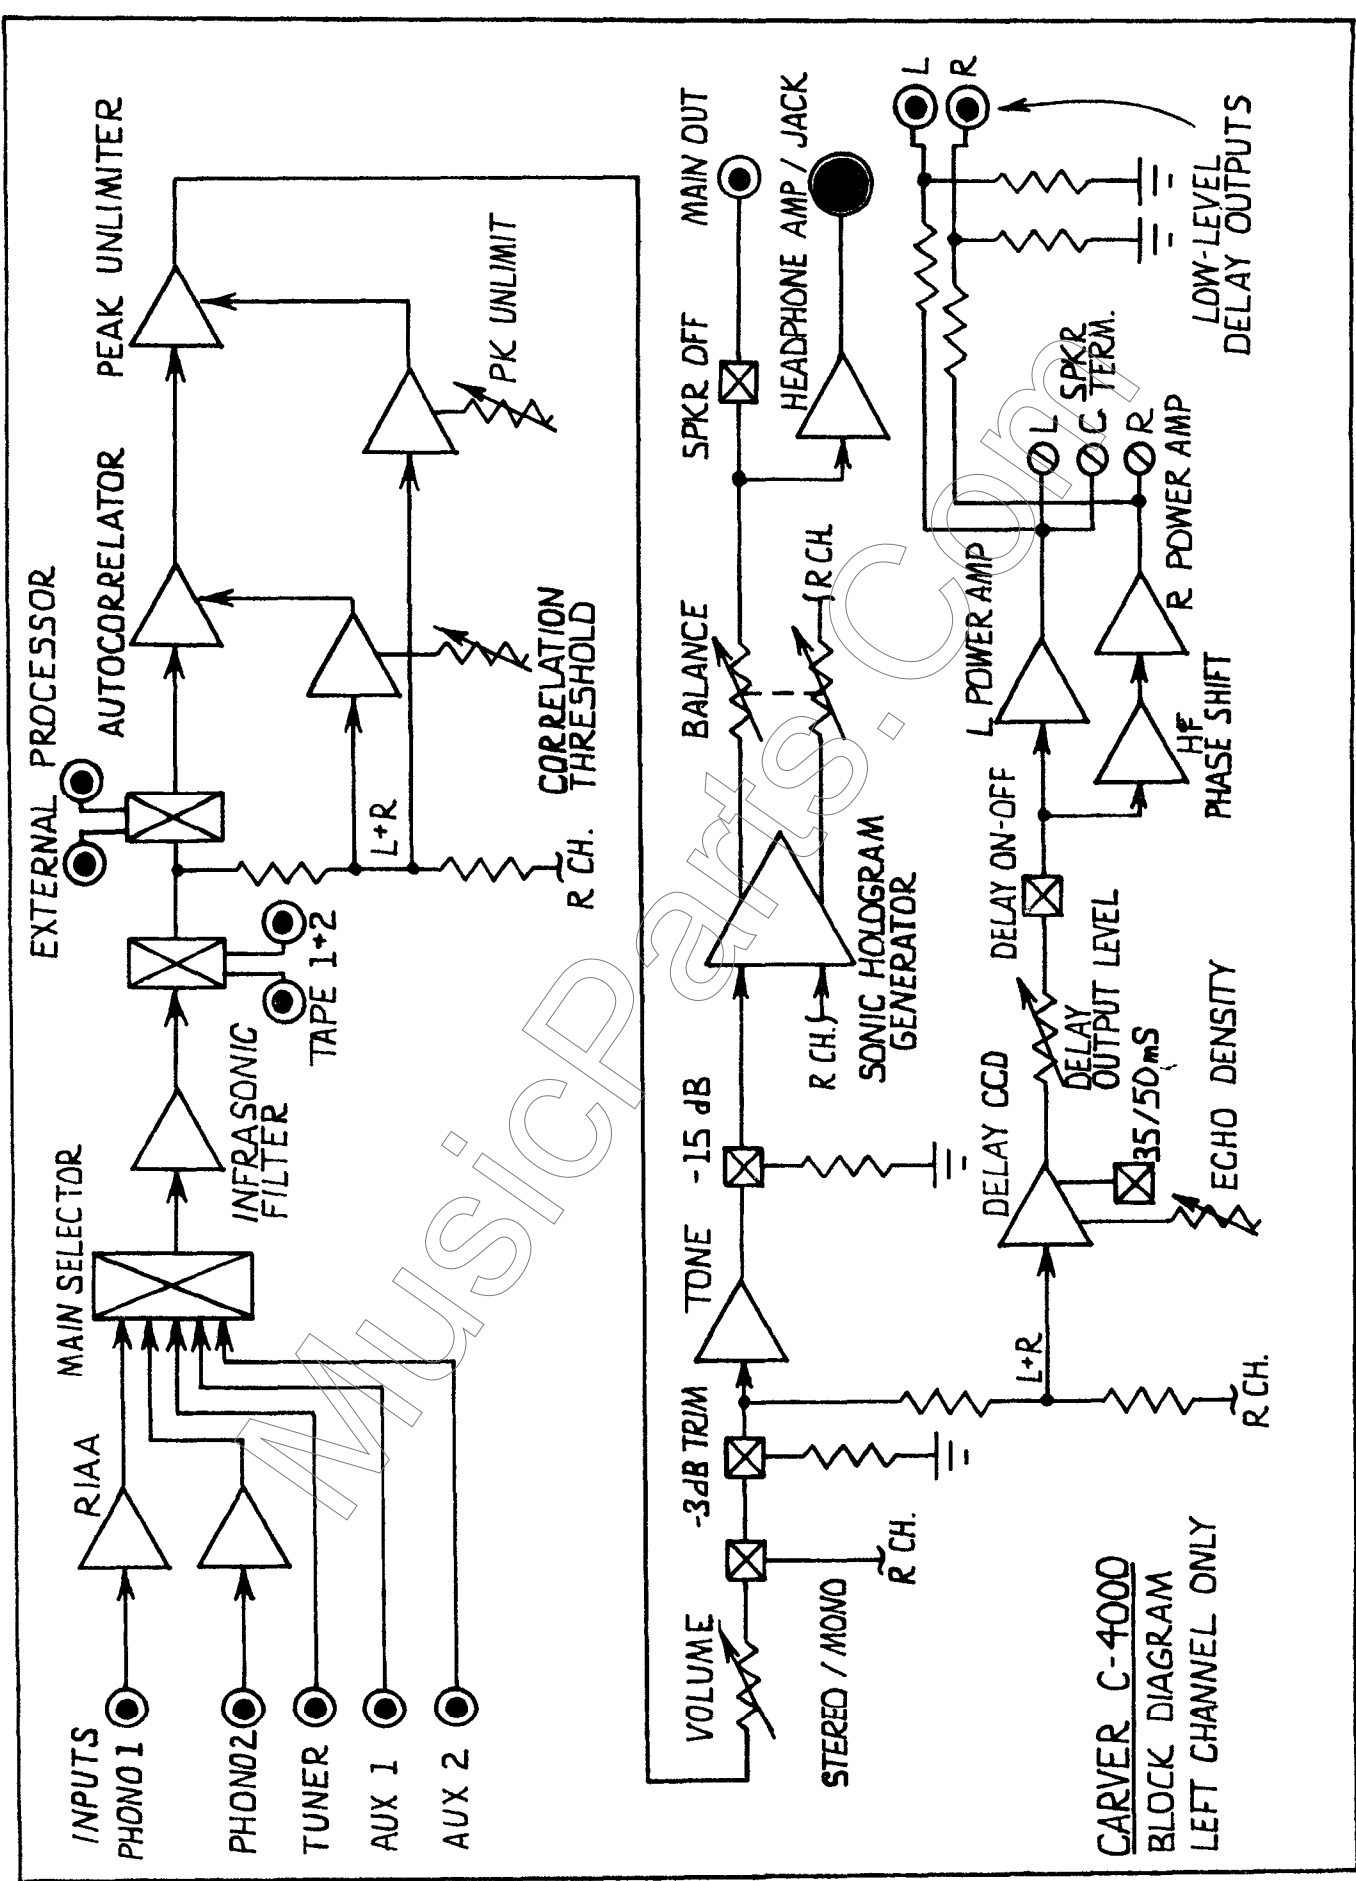 INPUTS
PHONO 1
PHONO2
TUNER
AUX 1
AUX 2
RIAA
MAIN SELECTOR
INFRASONIC
FILTER
TAPE 1+2
EXTERNAL PROCESSOR
AUTOCORRELATOR
PEAK UNLIMITER
L+R
R CH.
CORRELATION
THRESHOLD
PK UNLIMIT
VOLUME
STEREO / MONO
R CH.
-3dB TRIM
TONE
-15 dB
R CH.
SONIC HOLOGRAM
GENERATOR
BALANCE
R CH.
SPKR OFF
MAIN OUT
HEADPHONE AMP / JACK
L+R
R CH.
DELAY CCD
35/50mS
ECHO DENSITY
DELAY
OUTPUT LEVEL
DELAY ON-OFF
L POWER AMP
HF
PHASE SHIFT
R POWER AMP
L
C
R
SPKR
TERM.
L
R
LOW-LEVEL
DELAY OUTPUTS
CARVER C-4000
BLOCK DIAGRAM
LEFT CHANNEL ONLY
MusicParts.Com